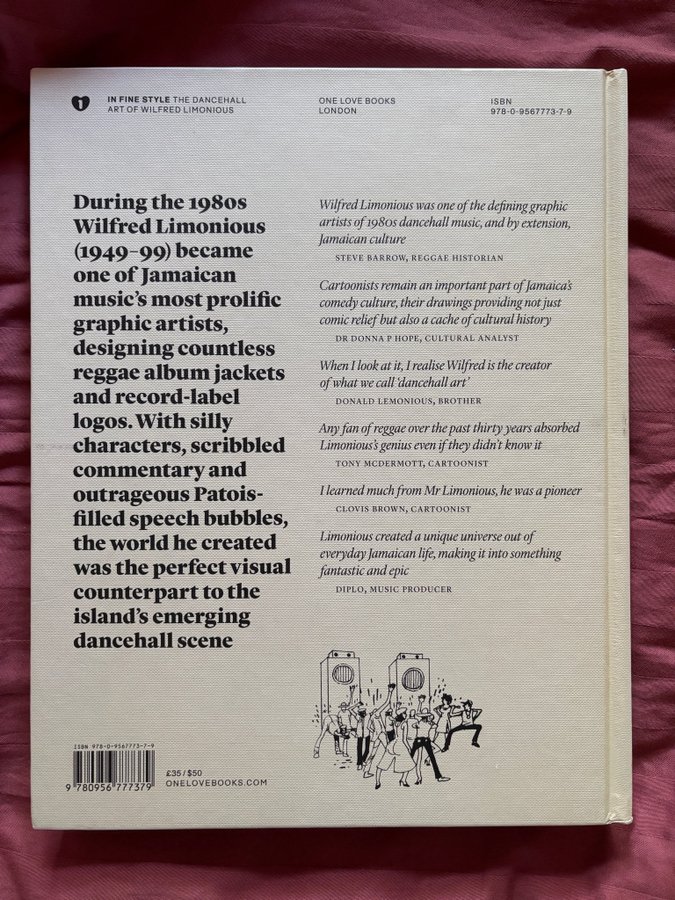 1
IN FINE STYLE THE DANCEHALL
ART OF WILFRED LIMONIOUS
ONE LOVE BOOKS
LONDON
ISBN
978-0-9567773-7-9
During the 1980s
Wilfred Limonious
(1949–99) became
one of Jamaican
music's most prolific
graphic artists,
designing countless
reggae album jackets
and record-label
logos. With silly
characters, scribbled
commentary and
outrageous Patois-
filled speech bubbles,
the world he created
was the perfect visual
counterpart to the
island's emerging
dancehall scene
Wilfred Limonious was one of the defining graphic
artists of 1980s dancehall music, and by extension,
Jamaican culture
STEVE BARROW, REGGAE HISTORIAN
Cartoonists remain an important part of Jamaica's
comedy culture, their drawings providing not just
comic relief but also a cache of cultural history
DR DONNA P HOPE, CULTURAL ANALYST
When I look at it, I realise Wilfred is the creator
of what we call 'dancehall art'
DONALD LEMONIOUS, BROTHER
Any fan of reggae over the past thirty years absorbed
Limonious's genius even if they didn't know it
TONY MCDERMOTT, CARTOONIST
I learned much from Mr Limonious, he was a pioneer
CLOVIS BROWN, CARTOONIST
Limonious created a unique universe out of
everyday Jamaican life, making it into something
fantastic and epic
DIPLO, MUSIC PRODUCER
ISBN 978-0-9567773-7-9
9 780956 777379
£35 / $50
ONELOVEBOOKS.COM